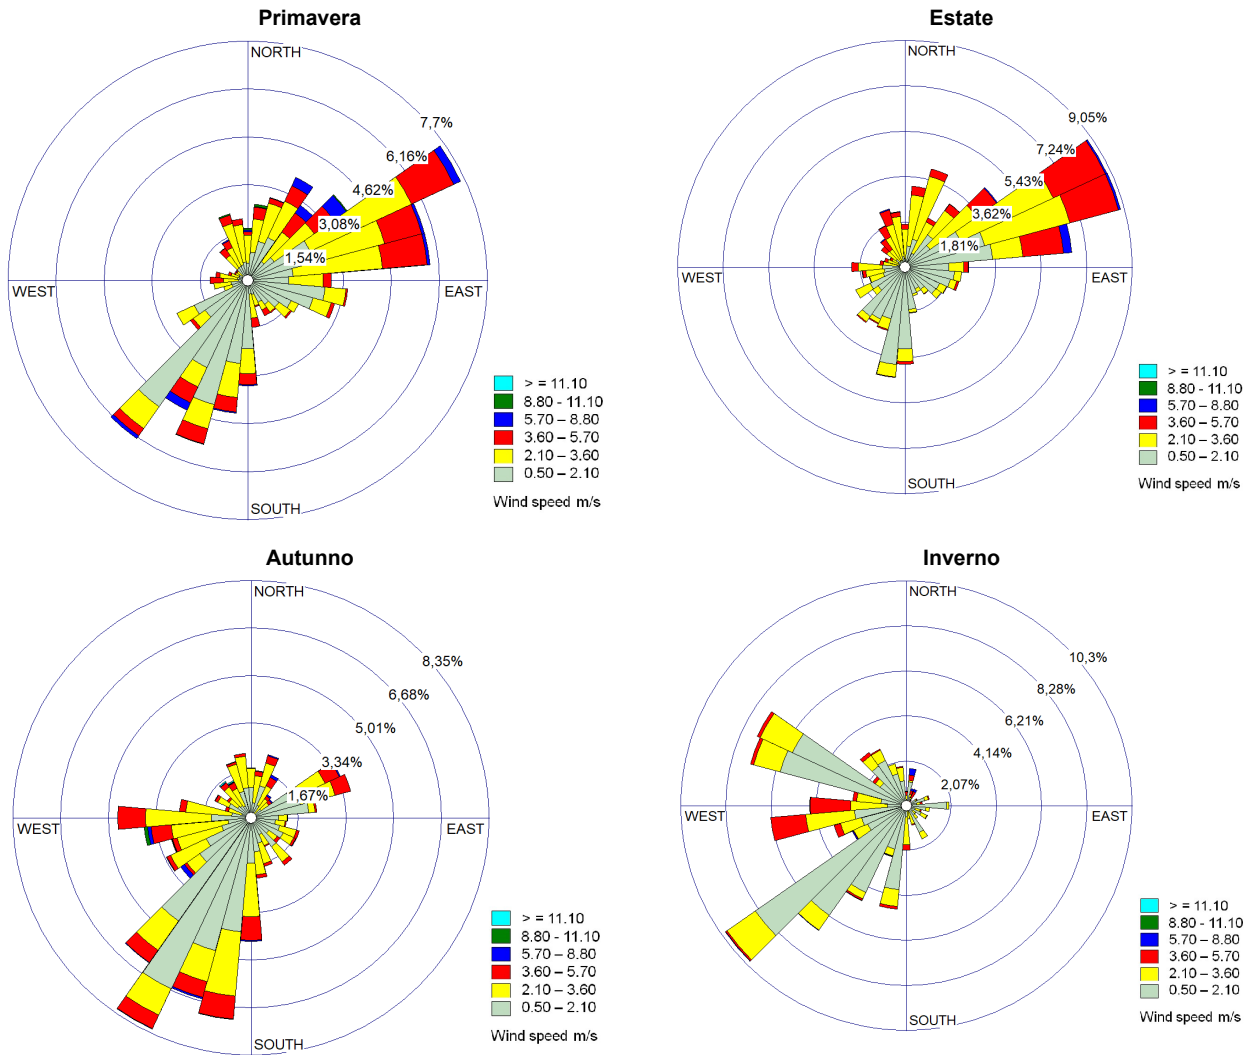 Primavera
NORTH
7,7%
6,16%
4,62%
3,08%
1,54%
WEST
EAST
SOUTH
> = 11.10
8.80 - 11.10
5.70 – 8.80
3.60 – 5.70
2.10 – 3.60
0.50 – 2.10
Wind speed m/s
Estate
NORTH
9,05%
7,24%
5,43%
3,62%
1,81%
WEST
EAST
SOUTH
> = 11.10
8.80 - 11.10
5.70 – 8.80
3.60 – 5.70
2.10 – 3.60
0.50 – 2.10
Wind speed m/s
Autunno
NORTH
8,35%
6,68%
5,01%
3,34%
1,67%
WEST
EAST
SOUTH
> = 11.10
8.80 - 11.10
5.70 – 8.80
3.60 – 5.70
2.10 – 3.60
0.50 – 2.10
Wind speed m/s
Inverno
NORTH
10,3%
8,28%
6,21%
4,14%
2,07%
WEST
EAST
SOUTH
> = 11.10
8.80 - 11.10
5.70 – 8.80
3.60 – 5.70
2.10 – 3.60
0.50 – 2.10
Wind speed m/s